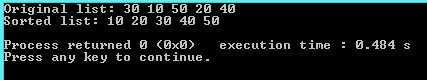 Original list: 30 10 50 20 40
Sorted list: 10 20 30 40 50
Process returned 0 (0x0)   execution time : 0.484 s
Press any key to continue.